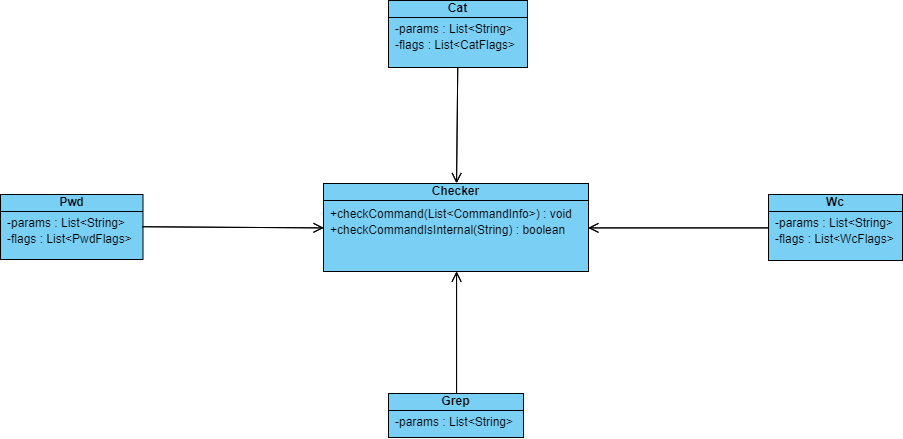 Cat
-params : List<String>
-flags : List<CatFlags>
Pwd
-params : List<String>
-flags : List<PwdFlags>
Checker
+checkCommand(List<CommandInfo>) : void
+checkCommandIsInternal(String) : boolean
Wc
-params : List<String>
-flags : List<WcFlags>
Grep
-params : List<String>